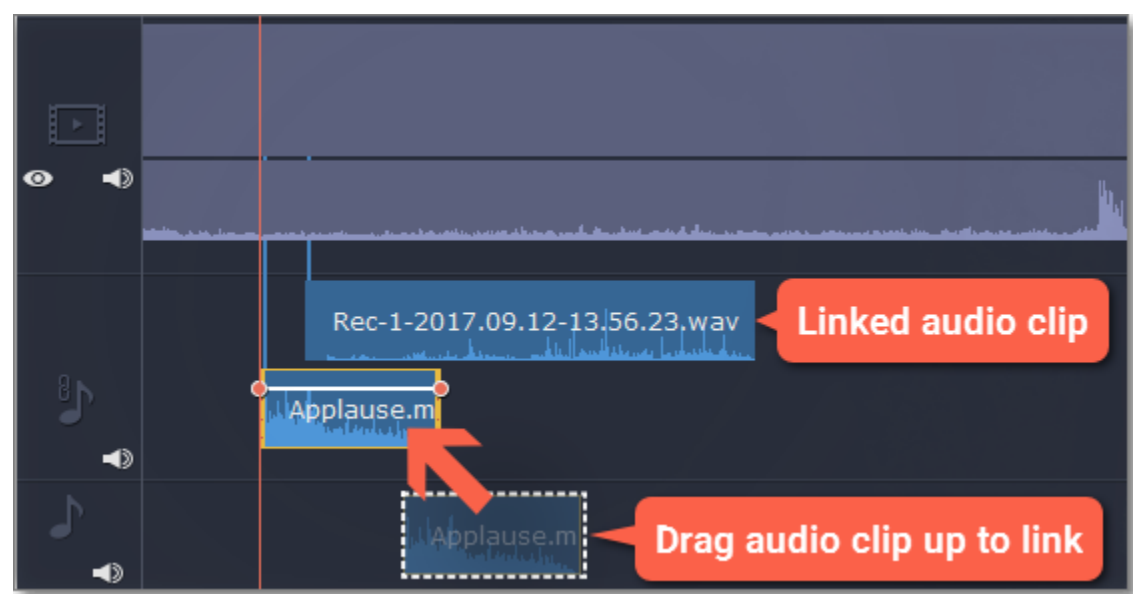 Rec-1-2017.09.12-13.56.23.wav
Linked audio clip
Applause.m
Applause.m
Drag audio clip up to link